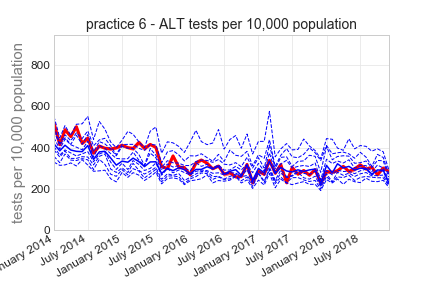 practice 6 - ALT tests per 10,000 population
tests per 10,000 population
800
600
400
200
0
nuary 2014
July 2014
January 2015
July 2015
January 2016
July 2016
January 2017
July 2017
January 2018
July 2018